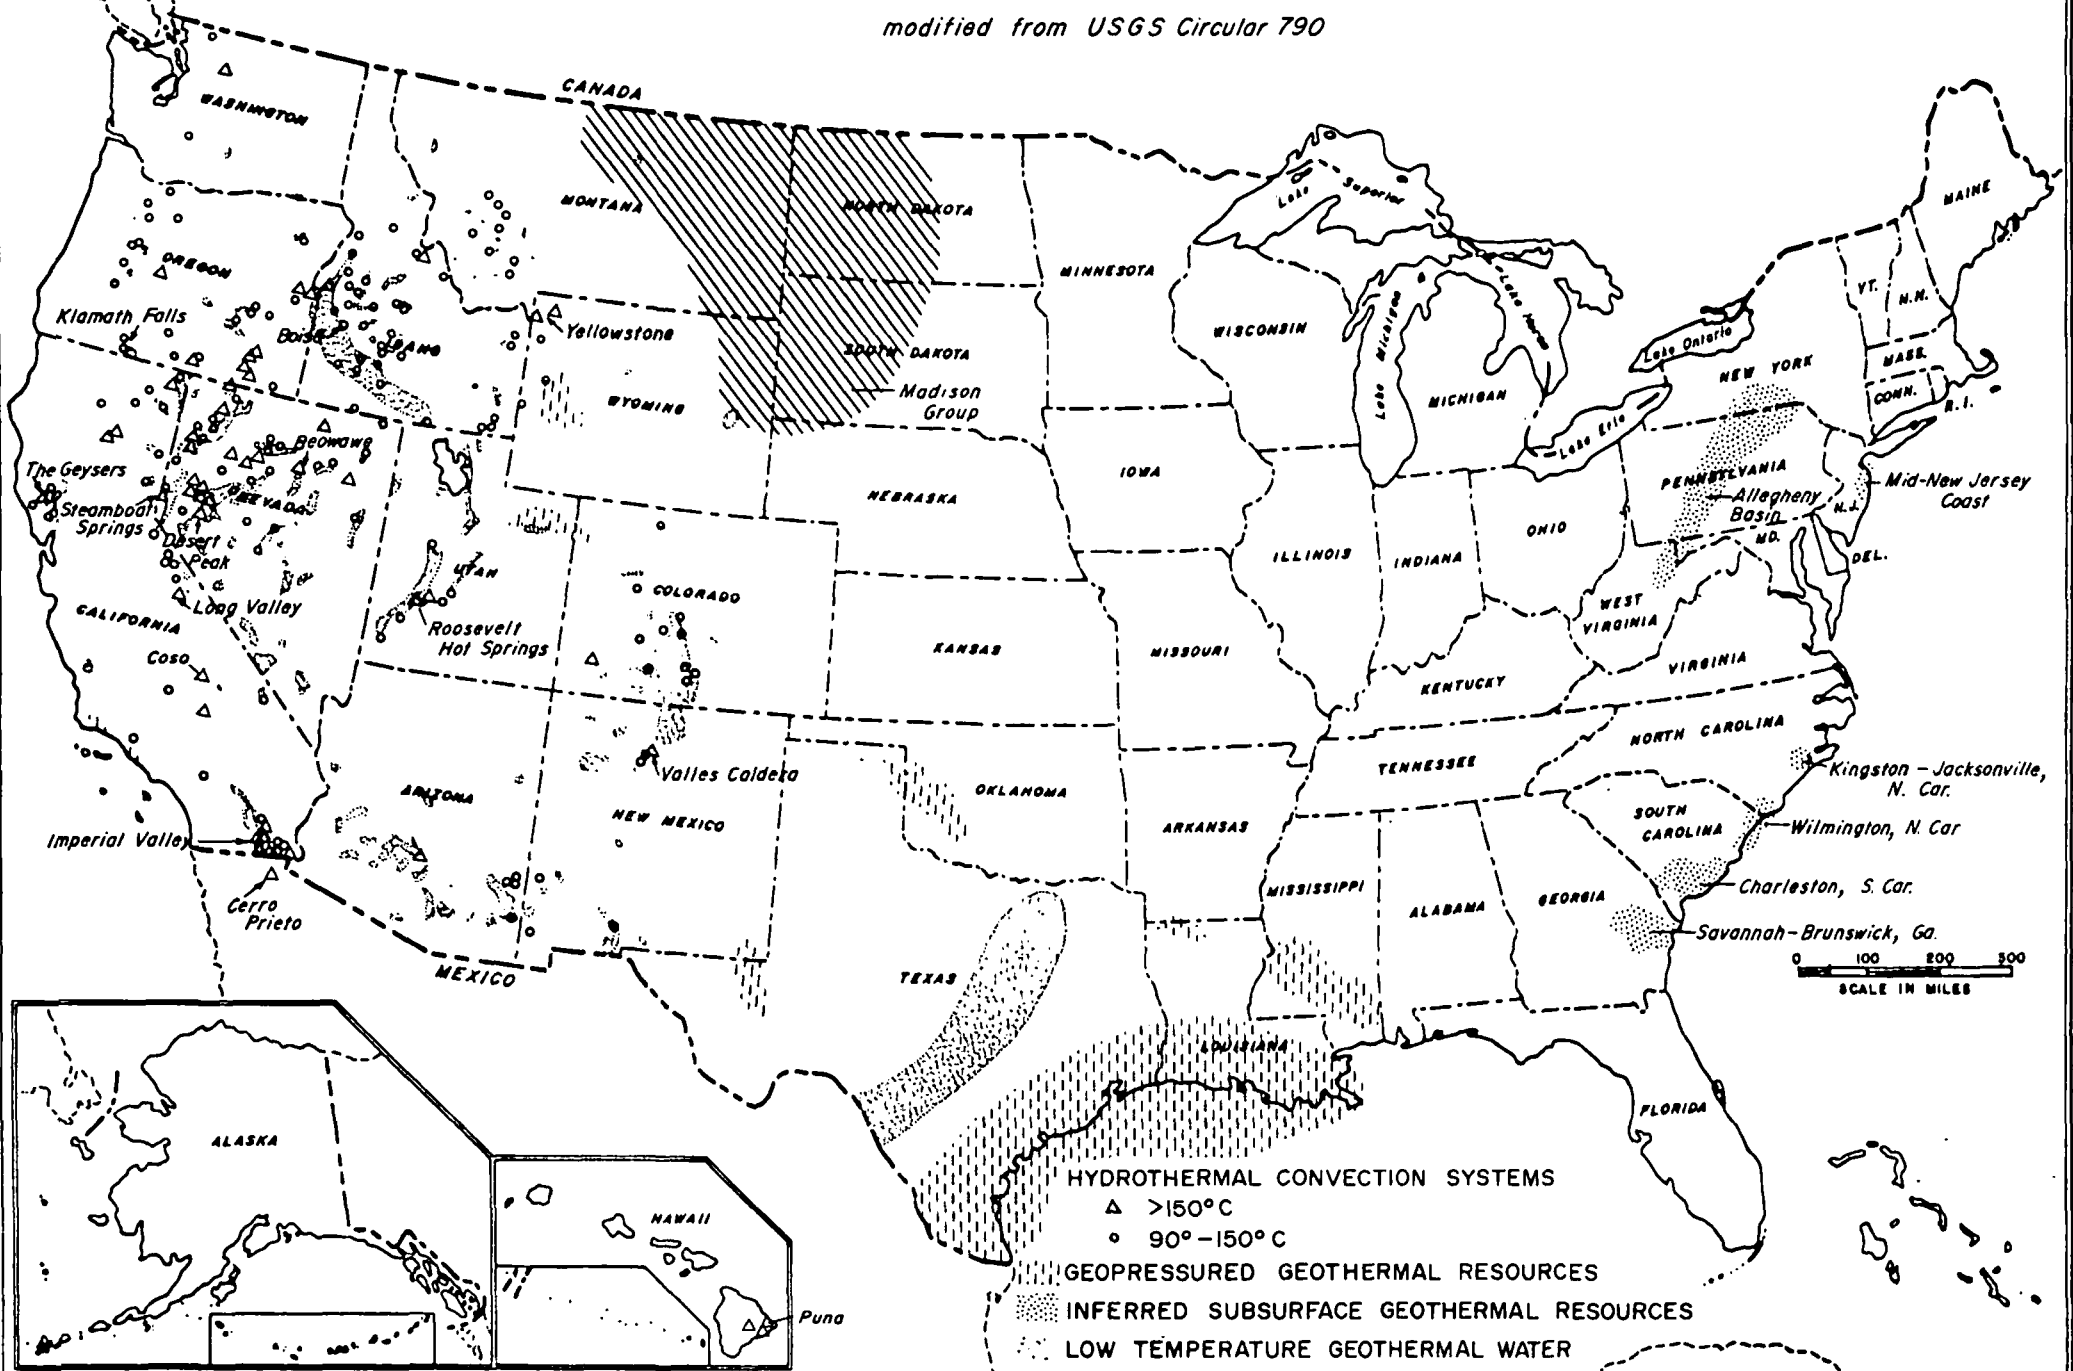 modified from USGS Circular 790
CANADA
WASHINGTON
MONTANA
NORTH DAKOTA
MINNESOTA
Lake Superior
MAINE
OREGON
Klamath Falls
Boise
IDAHO
Yellowstone
WYOMING
SOUTH DAKOTA
Madison
Group
WISCONSIN
Lake Michigan
Lake Huron
MICHIGAN
Lake Ontario
Lake Erie
NEW YORK
VT.
N.H.
MASS.
CONN.
R.I.
The Geysers
Beowawe
Steamboat
Springs
NEVADA
Desert
Peak
UTAH
Long Valley
CALIFORNIA
Roosevelt
Hot Springs
Coso
COLORADO
NEBRASKA
IOWA
KANSAS
MISSOURI
ILLINOIS
INDIANA
OHIO
PENNSYLVANIA
Allegheny
Basin
N.J.
Mid-New Jersey
Coast
MD.
DEL.
WEST
VIRGINIA
VIRGINIA
KENTUCKY
TENNESSEE
NORTH CAROLINA
Kingston - Jacksonville,
N. Car.
SOUTH
CAROLINA
Wilmington, N. Car
Charleston, S. Car.
Savannah-Brunswick, Ga.
Valles Caldera
ARIZONA
NEW MEXICO
OKLAHOMA
ARKANSAS
MISSISSIPPI
ALABAMA
GEORGIA
Imperial Valley
Cerro
Prieto
MEXICO
TEXAS
LOUISIANA
FLORIDA
0 100 200 300
SCALE IN MILES
ALASKA
HAWAII
Puna
HYDROTHERMAL CONVECTION SYSTEMS
>150°C
90°-150°C
GEOPRESSURED GEOTHERMAL RESOURCES
INFERRED SUBSURFACE GEOTHERMAL RESOURCES
LOW TEMPERATURE GEOTHERMAL WATER